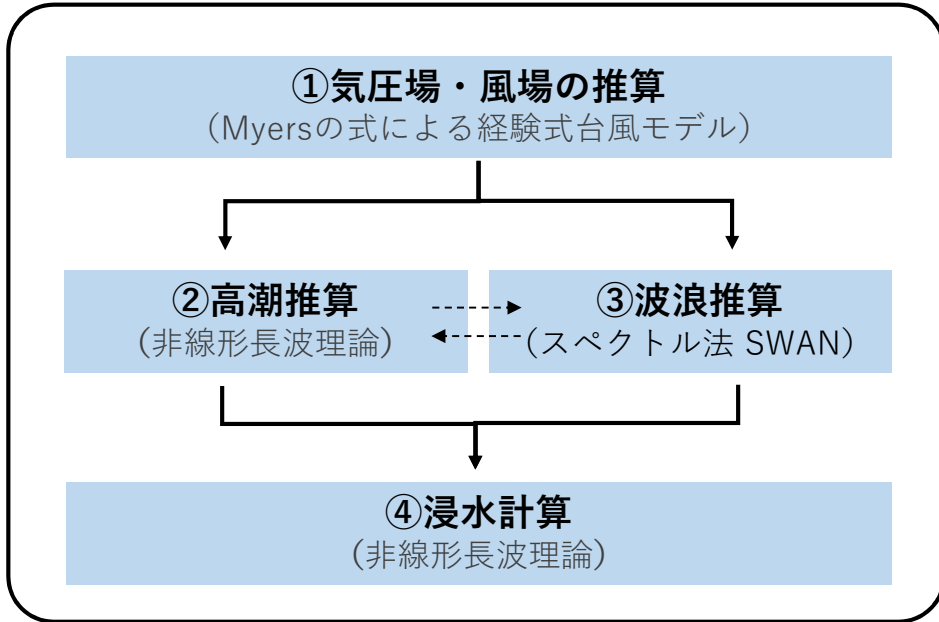 ①気圧場・風場の推算
(Myersの式による経験式台風モデル)
②高潮推算
(非線形長波理論)
③波浪推算
(スペクトル法 SWAN)
④浸水計算
(非線形長波理論)